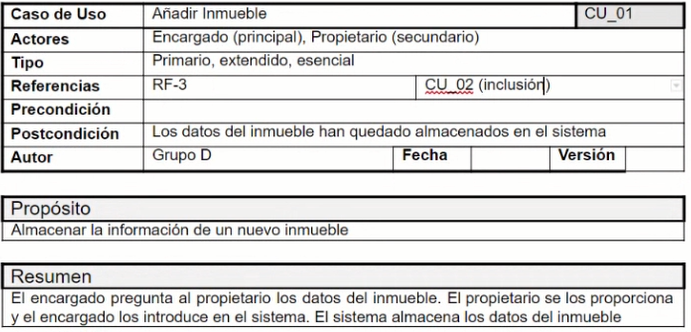 Caso de Uso Añadir Inmueble CU_01
Actores Encargado (principal), Propietario (secundario)
Tipo Primario, extendido, esencial
Referencias RF-3 CU_02 (inclusión)
Precondición
Postcondición Los datos del inmueble han quedado almacenados en el sistema
Autor Grupo D Fecha Versión
Propósito
Almacenar la información de un nuevo inmueble
Resumen
El encargado pregunta al propietario los datos del inmueble. El propietario se los proporciona
y el encargado los introduce en el sistema. El sistema almacena los datos del inmueble